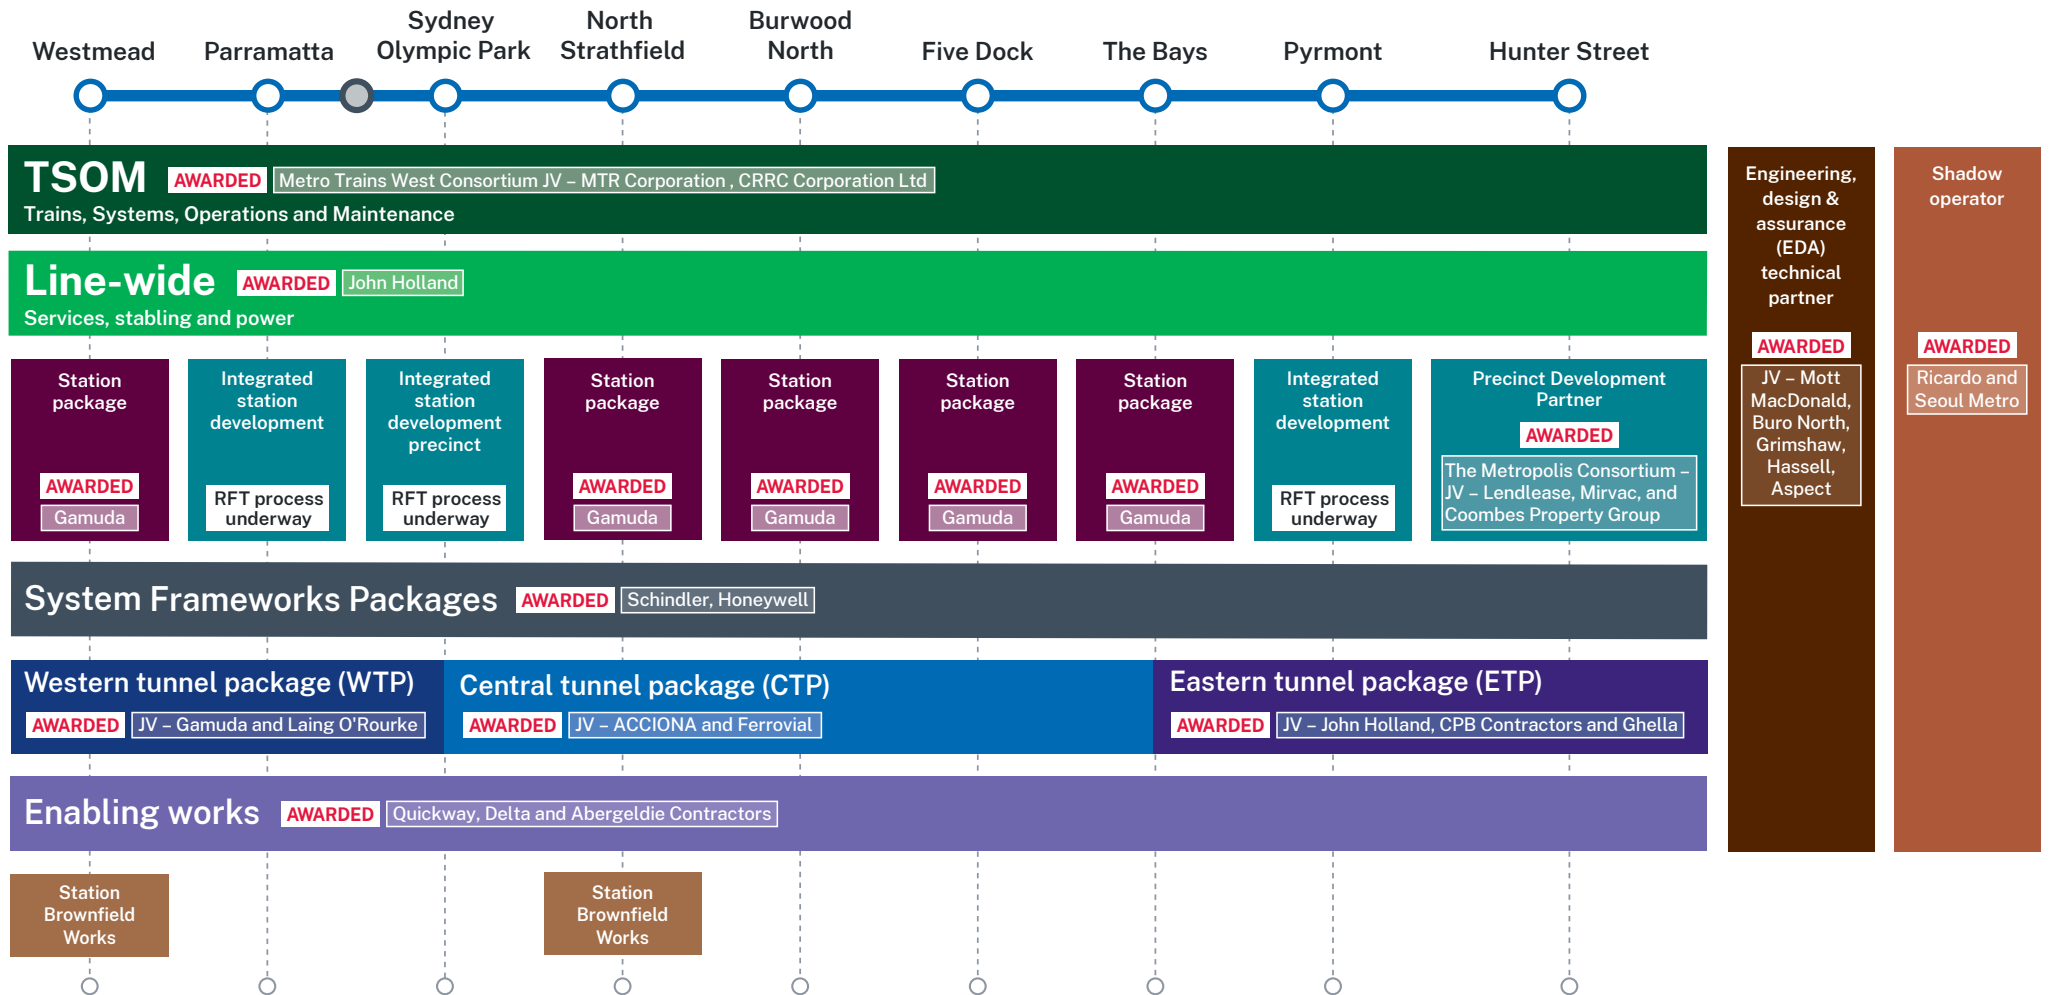 Westmead
Parramatta
Sydney
Olympic Park
North
Strathfield
Burwood
North
Five Dock
The Bays
Pyrmont
Hunter Street
TSOM
AWARDED
Metro Trains West Consortium JV – MTR Corporation , CRRC Corporation Ltd
Trains, Systems, Operations and Maintenance
Line-wide
AWARDED
John Holland
Services, stabling and power
Station
package
AWARDED
Gamuda
Integrated
station
development
RFT process
underway
Integrated
station
development
precinct
RFT process
underway
Station
package
AWARDED
Gamuda
Station
package
AWARDED
Gamuda
Station
package
AWARDED
Gamuda
Station
package
AWARDED
Gamuda
Integrated
station
development
RFT process
underway
Precinct Development
Partner
AWARDED
The Metropolis Consortium –
JV – Lendlease, Mirvac, and
Coombes Property Group
System Frameworks Packages
AWARDED
Schindler, Honeywell
Western tunnel package (WTP)
AWARDED
JV – Gamuda and Laing O'Rourke
Central tunnel package (CTP)
AWARDED
JV – ACCIONA and Ferrovial
Eastern tunnel package (ETP)
AWARDED
JV – John Holland, CPB Contractors and Ghella
Enabling works
AWARDED
Quickway, Delta and Abergeldie Contractors
Station
Brownfield
Works
Station
Brownfield
Works
Engineering,
design &
assurance
(EDA)
technical
partner
AWARDED
JV – Mott
MacDonald,
Buro North,
Grimshaw,
Hassell,
Aspect
Shadow
operator
AWARDED
Ricardo and
Seoul Metro